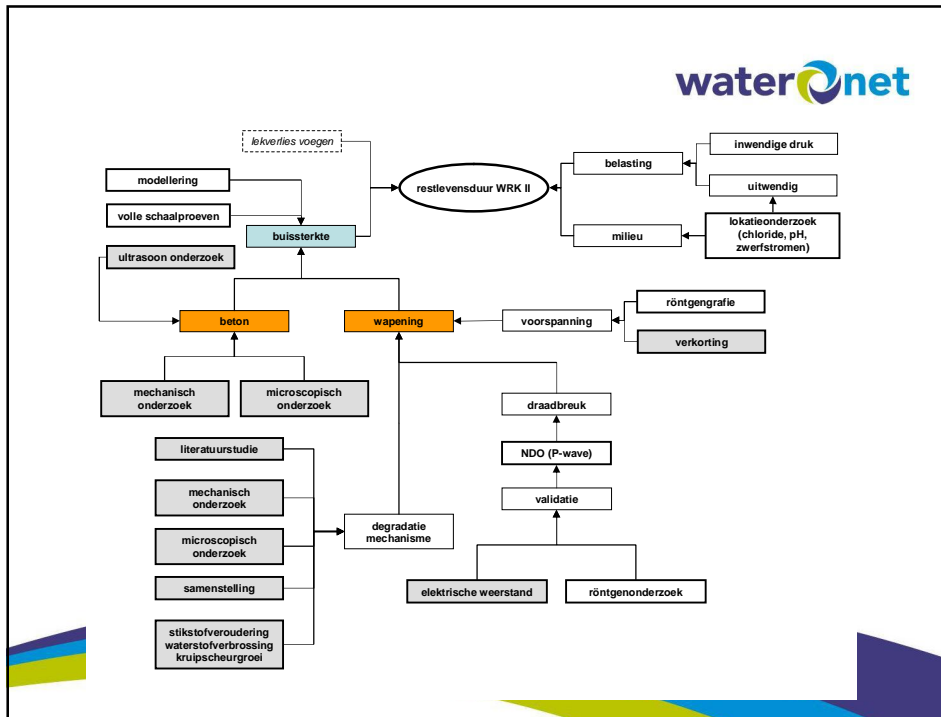 waternet
lekverlies voegen
inwendige druk
belasting
modellering
restlevensduur WRK II
uitwendig
volle schaalproeven
buissterkte
milieu
lokatieonderzoek
(chloride, pH,
zwerfstromen)
ultrasoon onderzoek
röntgengrafie
beton
wapening
voorspanning
verkorting
mechanisch
onderzoek
microscopisch
onderzoek
draadbreuk
literatuurstudie
NDO (P-wave)
mechanisch
onderzoek
validatie
degradatie
mechanisme
microscopisch
onderzoek
samenstelling
elektrische weerstand
röntgenonderzoek
stikstofveroudering
waterstofverbrossing
kruipscheurgroei